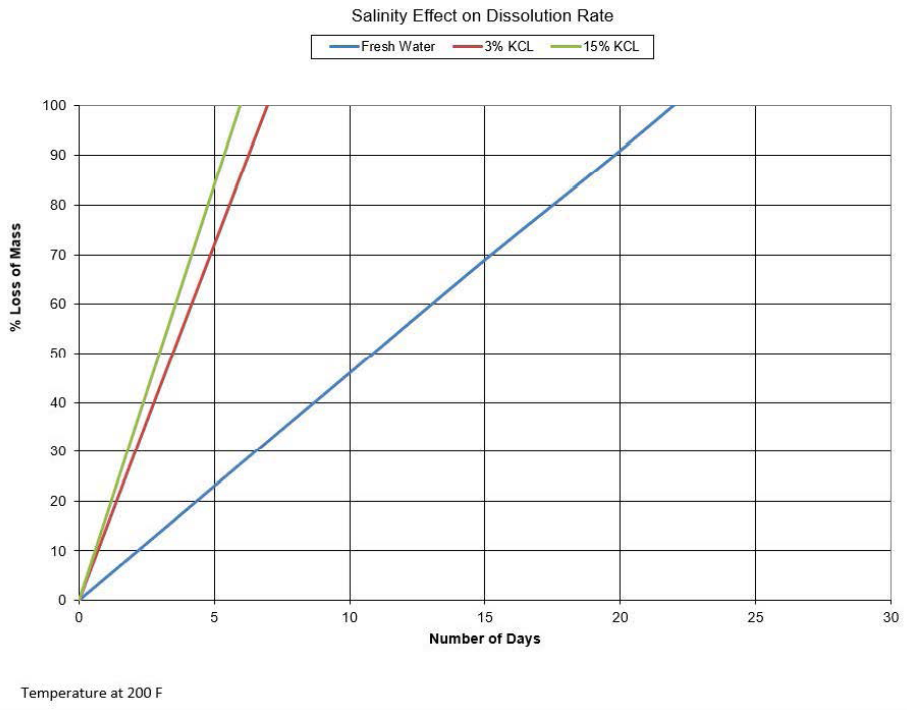 Salinity Effect on Dissolution Rate
Fresh Water 3% KCL 15% KCL
% Loss of Mass
100
90
80
70
60
50
40
30
20
10
0
0 5 10 15 20 25 30
Number of Days
Temperature at 200 F